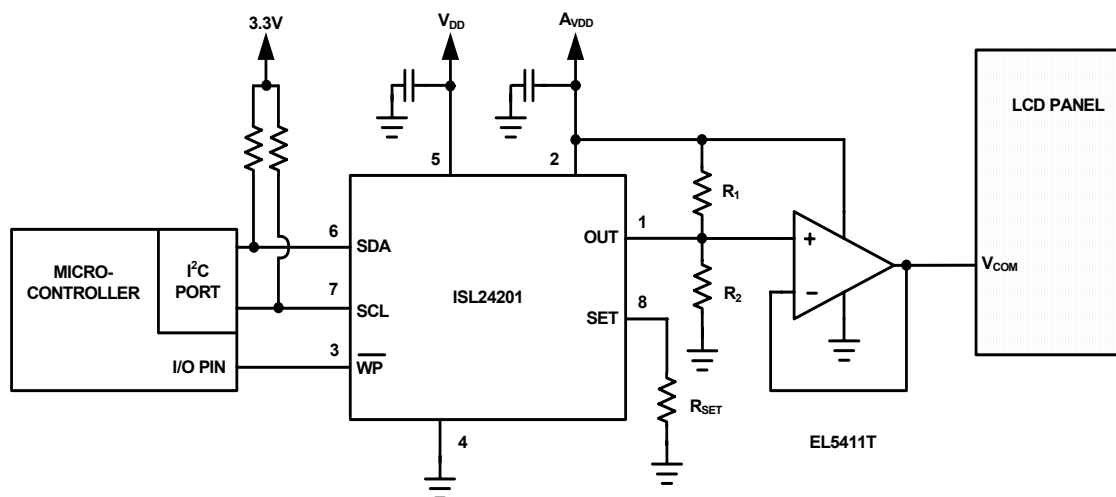 3.3V
VDD
AVDD
LCD PANEL
5
2
R1
6
SDA
OUT
1
MICRO-
CONTROLLER
I²C
PORT
ISL24201
VCOM
7
SCL
R2
SET
8
3
WP
I/O PIN
RSET
4
EL5411T
+
−